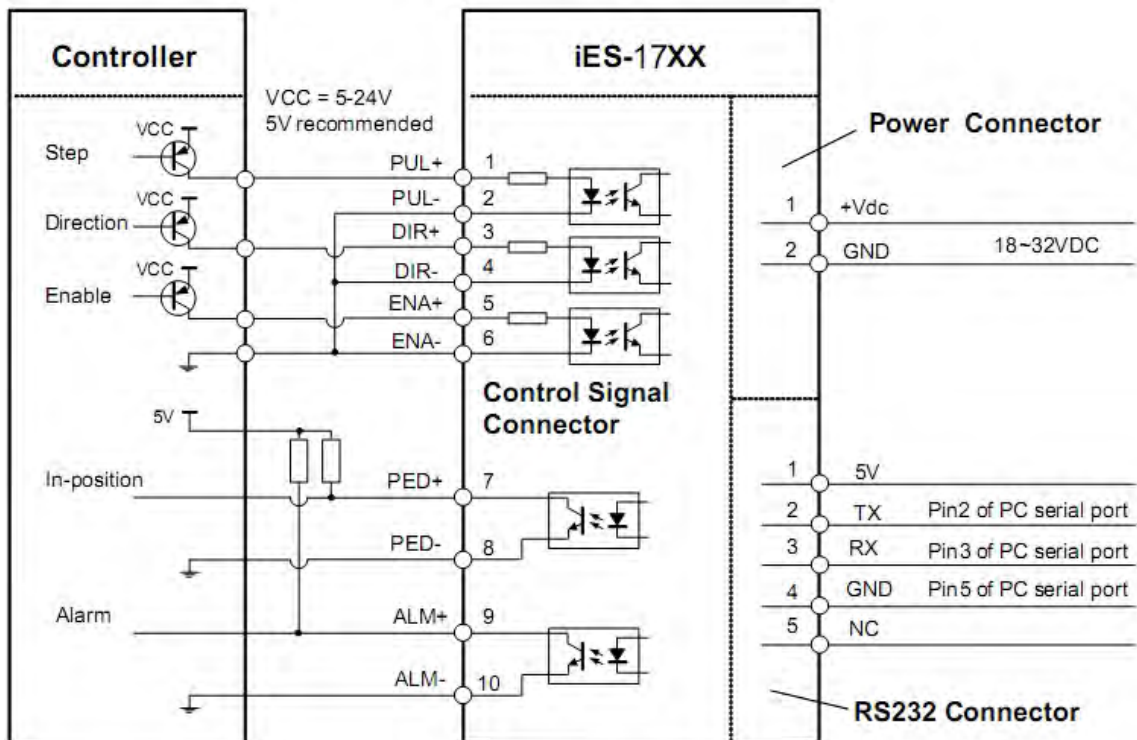 Controller
iES-17XX
VCC = 5-24V
5V recommended
Power Connector
VCC
Step
PUL+ 1
PUL- 2
VCC
Direction
DIR+ 3
DIR- 4
VCC
Enable
ENA+ 5
ENA- 6
1 +Vdc
2 GND 18~32VDC
Control Signal
Connector
5V
In-position
PED+ 7
PED- 8
Alarm
ALM+ 9
ALM- 10
1 5V
2 TX Pin2 of PC serial port
3 RX Pin3 of PC serial port
4 GND Pin5 of PC serial port
5 NC
RS232 Connector